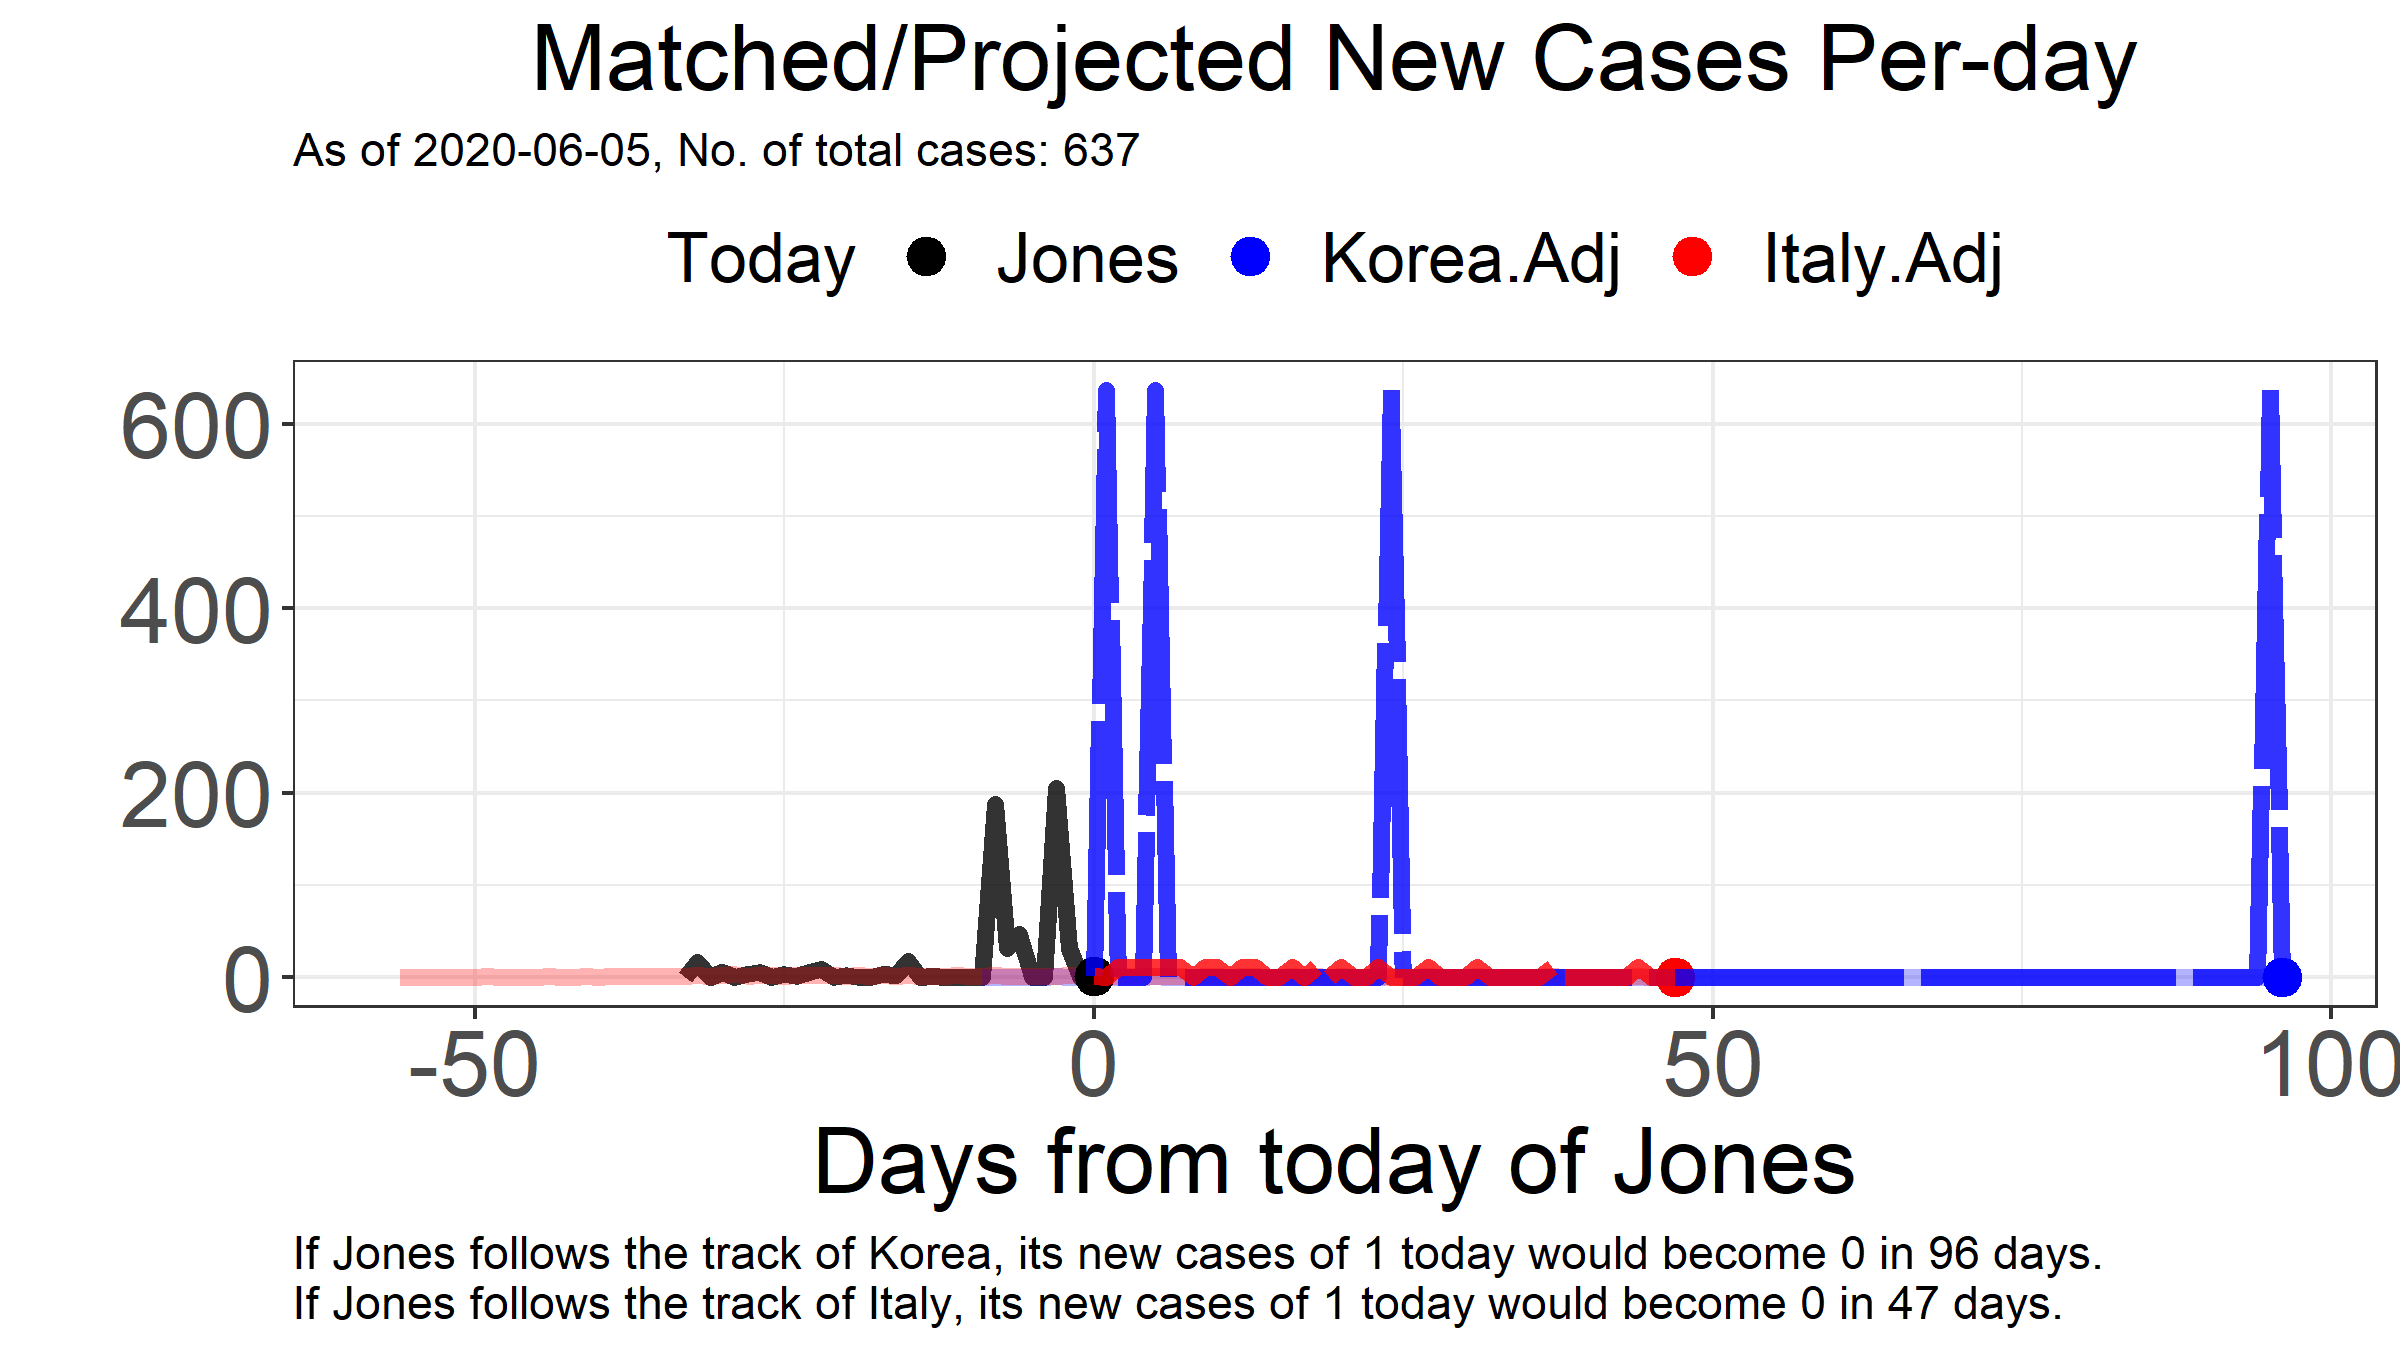 Matched/Projected New Cases Per-day
As of 2020-06-05, No. of total cases: 637
Today Jones Korea.Adj Italy.Adj
600
400
200
0
-50 0 50 100
Days from today of Jones
If Jones follows the track of Korea, its new cases of 1 today would become 0 in 96 days.
If Jones follows the track of Italy, its new cases of 1 today would become 0 in 47 days.